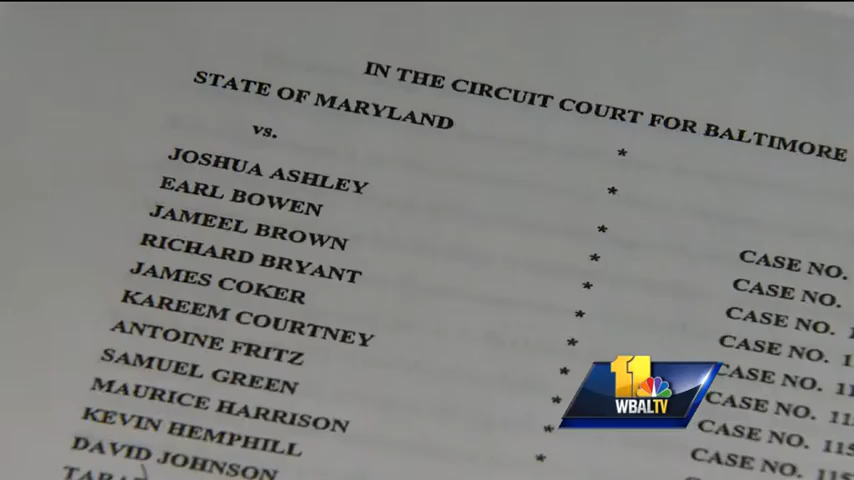 IN THE CIRCUIT COURT FOR BALTIMORE
STATE OF MARYLAND *
vs. *
JOSHUA ASHLEY *
EARL BOWEN * CASE NO.
JAMEEL BROWN * CASE NO.
RICHARD BRYANT * CASE NO.
JAMES COKER * CASE NO.
KAREEM COURTNEY * CASE NO.
ANTOINE FRITZ * CASE NO.
SAMUEL GREEN * CASE NO.
MAURICE HARRISON * CASE NO.
KEVIN HEMPHILL
DAVID JOHNSON
11
WBALTV